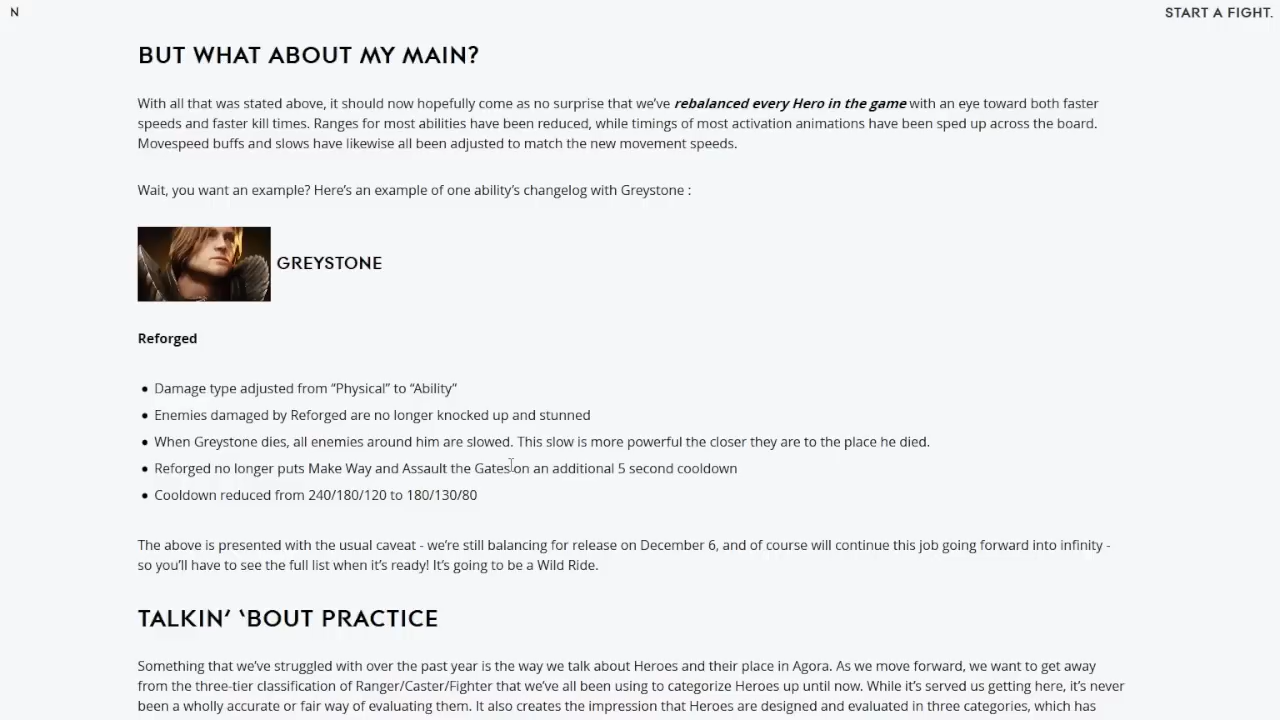 N
START A FIGHT.
BUT WHAT ABOUT MY MAIN?
With all that was stated above, it should now hopefully come as no surprise that we’ve rebalanced every Hero in the game with an eye toward both faster
speeds and faster kill times. Ranges for most abilities have been reduced, while timings of most activation animations have been sped up across the board.
Movespeed buffs and slows have likewise all been adjusted to match the new movement speeds.
Wait, you want an example? Here’s an example of one ability’s changelog with Greystone :
GREYSTONE
Reforged
• Damage type adjusted from “Physical” to “Ability”
• Enemies damaged by Reforged are no longer knocked up and stunned
• When Greystone dies, all enemies around him are slowed. This slow is more powerful the closer they are to the place he died.
• Reforged no longer puts Make Way and Assault the Gates on an additional 5 second cooldown
• Cooldown reduced from 240/180/120 to 180/130/80
The above is presented with the usual caveat - we’re still balancing for release on December 6, and of course will continue this job going forward into infinity -
so you’ll have to see the full list when it’s ready! It’s going to be a Wild Ride.
TALKIN’ ‘BOUT PRACTICE
Something that we’ve struggled with over the past year is the way we talk about Heroes and their place in Agora. As we move forward, we want to get away
from the three-tier classification of Ranger/Caster/Fighter that we’ve all been using to categorize Heroes up until now. While it’s served us getting here, it’s never
been a wholly accurate or fair way of evaluating them. It also creates the impression that Heroes are designed and evaluated in three categories, which has